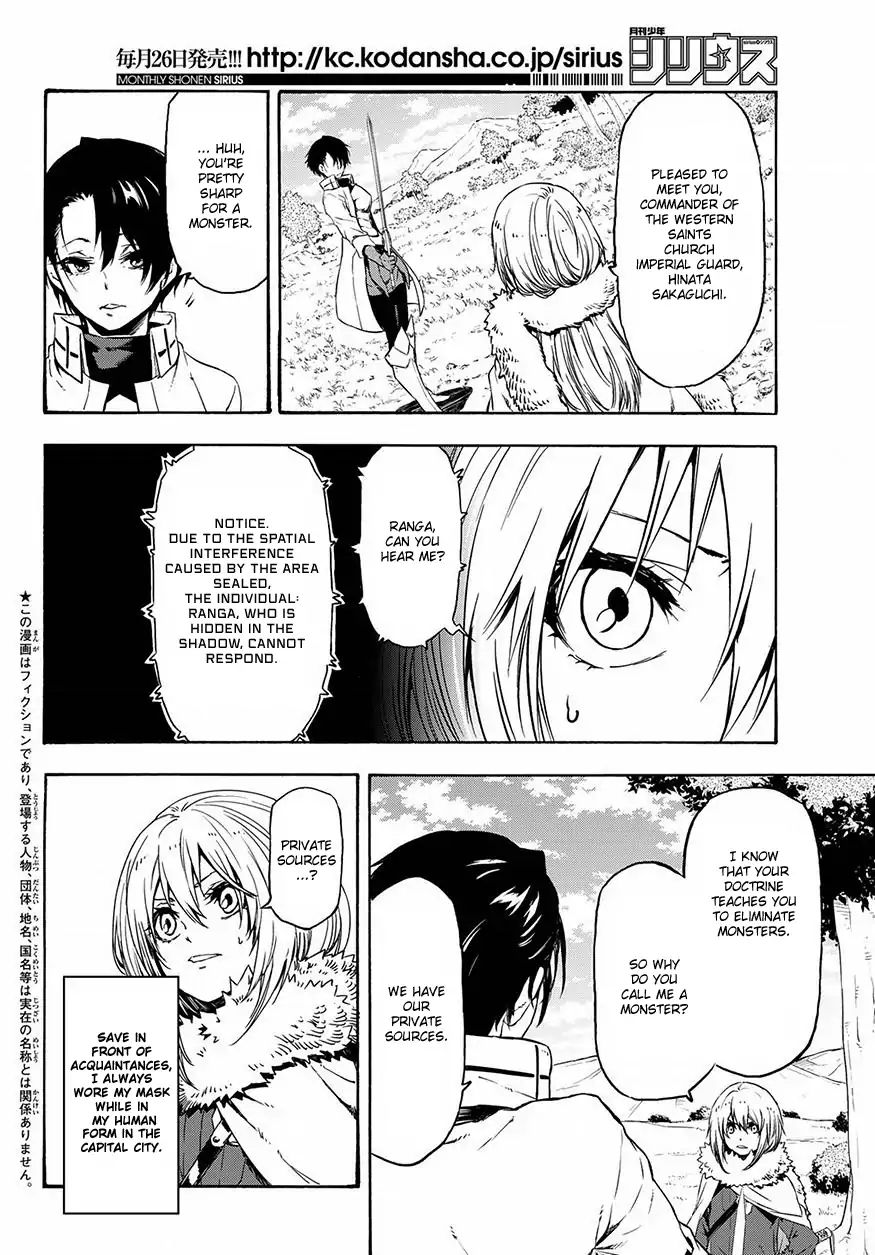 毎月26日発売!!! http://kc.kodansha.co.jp/sirius
MONTHLY SHONEN SIRIUS
月刊少年
シリウス
PLEASED TO
MEET YOU,
COMMANDER
OF THE
WESTERN
SAINTS
CHURCH
IMPERIAL GUARD,
HINATA
SAKAGUCHI.
... HUH,
YOU'RE
PRETTY
SHARP
FOR A
MONSTER.
RANGA,
CAN YOU
HEAR ME?
NOTICE.
DUE TO THE SPATIAL
INTERFERENCE
CAUSED BY THE AREA
SEALED,
THE INDIVIDUAL:
RANGA, WHO IS
HIDDEN IN THE
SHADOW, CANNOT
RESPOND.
I KNOW
THAT YOUR
DOCTRINE
TEACHES YOU
TO ELIMINATE
MONSTERS.
SO WHY
DO YOU
CALL ME A
MONSTER?
WE HAVE
OUR
PRIVATE
SOURCES.
PRIVATE
SOURCES
...?
SAVE IN
FRONT OF
ACQUAINTANCES,
I ALWAYS
WORE MY MASK
WHILE IN
MY HUMAN
FORM IN THE
CAPITAL CITY.
★この漫画はフィクションであり、登場する人物、団体、地名、国名等は実在の名称とは関係ありません。